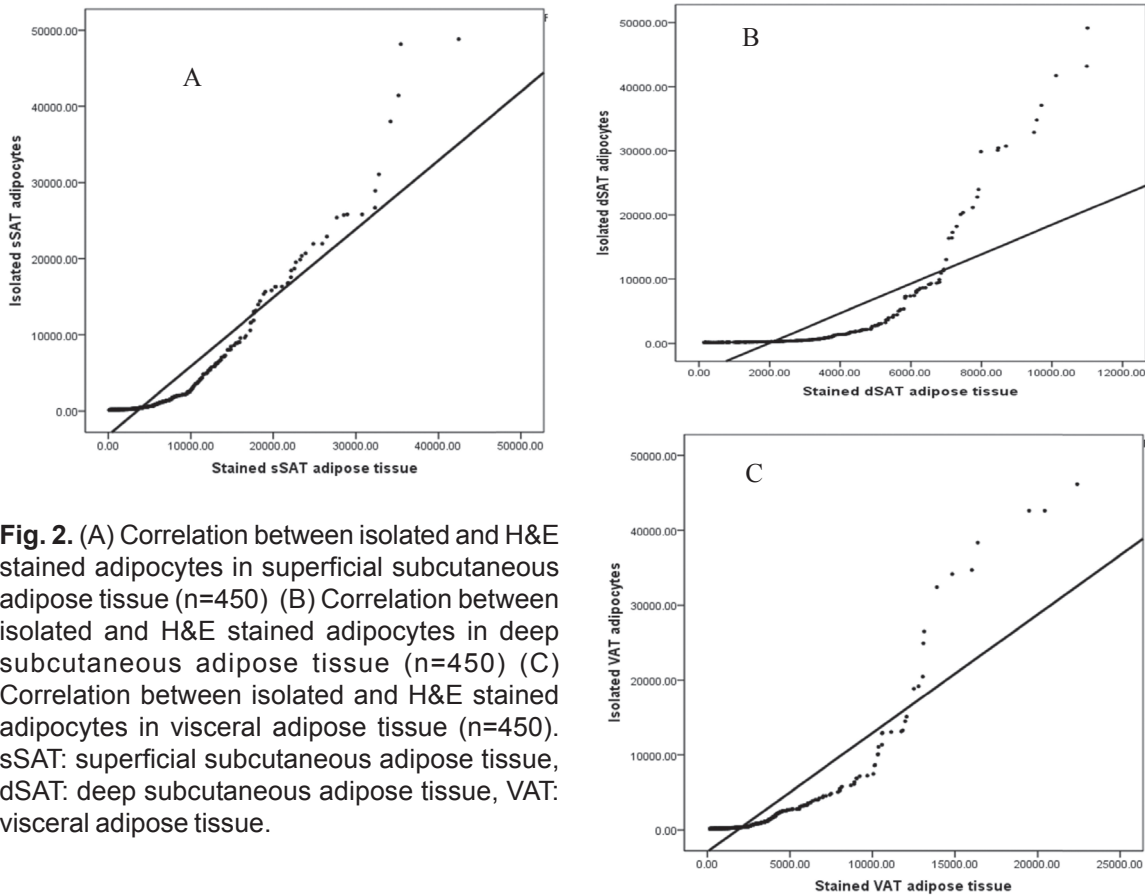 A
50000.00
40000.00
30000.00
20000.00
10000.00
0.00
Isolated sSAT adipocytes
0.00 10000.00 20000.00 30000.00 40000.00 50000.00
Stained sSAT adipose tissue
B
50000.00
40000.00
30000.00
20000.00
10000.00
0.00
Isolated dSAT adipocytes
0.00 2000.00 4000.00 6000.00 8000.00 10000.00 12000.00
Stained dSAT adipose tissue
C
50000.00
40000.00
30000.00
20000.00
10000.00
0.00
Isolated VAT adipocytes
0.00 5000.00 10000.00 15000.00 20000.00 25000.00
Stained VAT adipose tissue
Fig. 2. (A) Correlation between isolated and H&E
stained adipocytes in superficial subcutaneous
adipose tissue (n=450) (B) Correlation between
isolated and H&E stained adipocytes in deep
subcutaneous adipose tissue (n=450) (C)
Correlation between isolated and H&E stained
adipocytes in visceral adipose tissue (n=450).
sSAT: superficial subcutaneous adipose tissue,
dSAT: deep subcutaneous adipose tissue, VAT:
visceral adipose tissue.